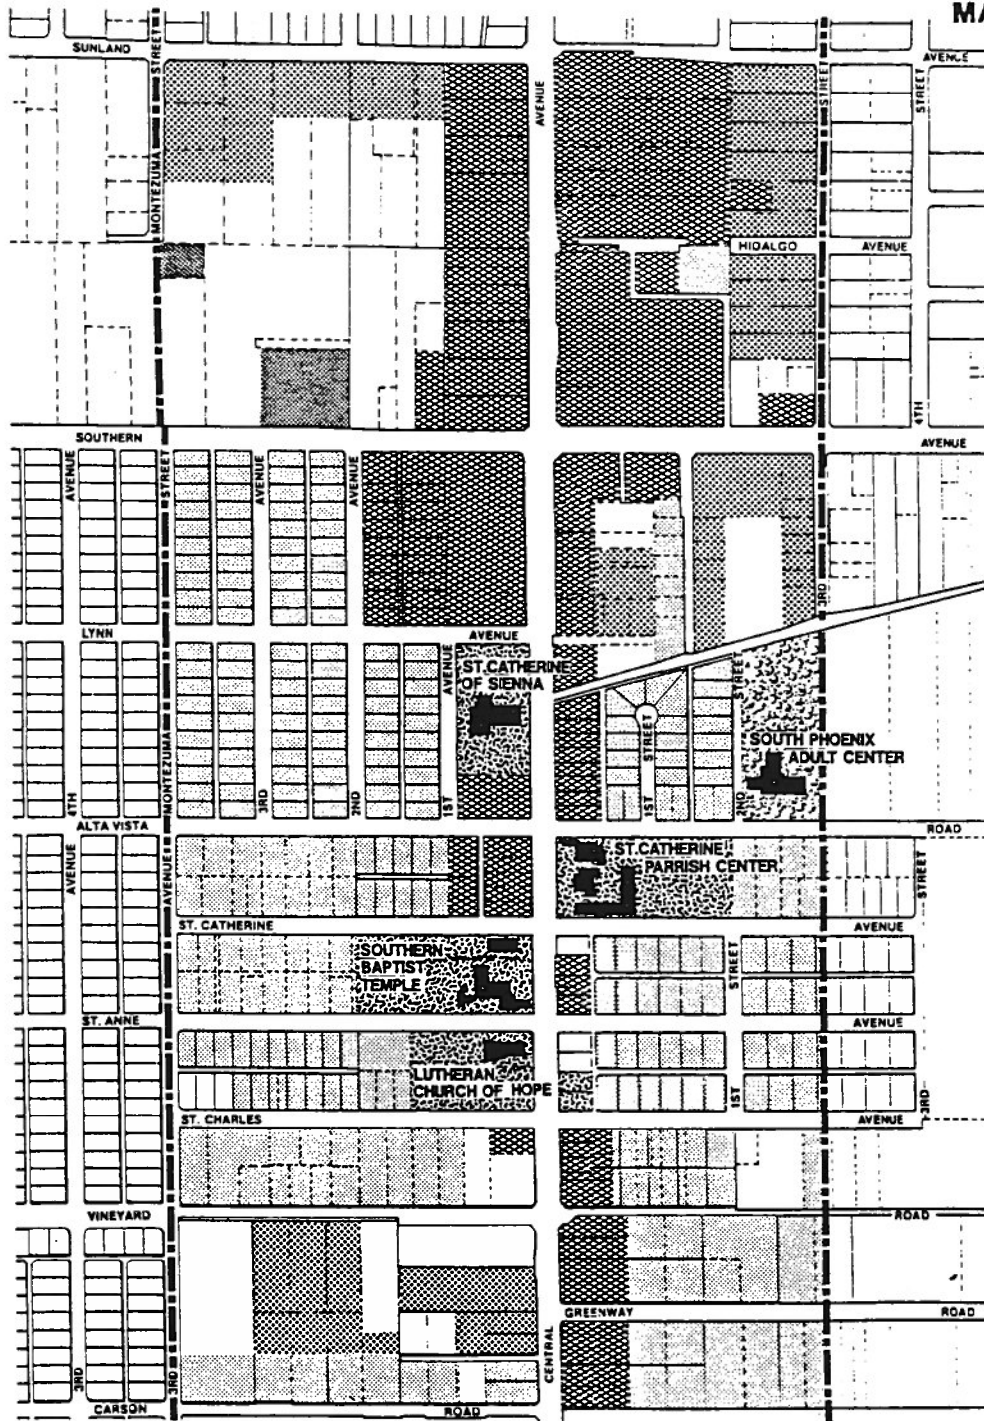 MA
SUNLAND
AVENUE
STREET
MONTEZUMA
AVENUE
STREET
STREET
HIDALGO
AVENUE
4TH
SOUTHERN
AVENUE
AVENUE
STREET
AVENUE
AVENUE
3RD
LYNN
AVENUE
ST. CATHERINE
OF SIENNA
AVENUE
STREET
SOUTH PHOENIX
ADULT CENTER
STREET
4TH
MONTEZUMA
3RD
2ND
1ST
1ST
2ND
ALTA VISTA
ROAD
AVENUE
AVENUE
ST. CATHERINE
PARRISH CENTER
STREET
ST. CATHERINE
AVENUE
SOUTHERN
BAPTIST
TEMPLE
STREET
ST. ANNE
AVENUE
LUTHERAN
CHURCH OF HOPE
1ST
3RD
ST. CHARLES
AVENUE
VINEYARD
ROAD
GREENWAY
ROAD
CENTRAL
3RD
3RD
CARSON
ROAD